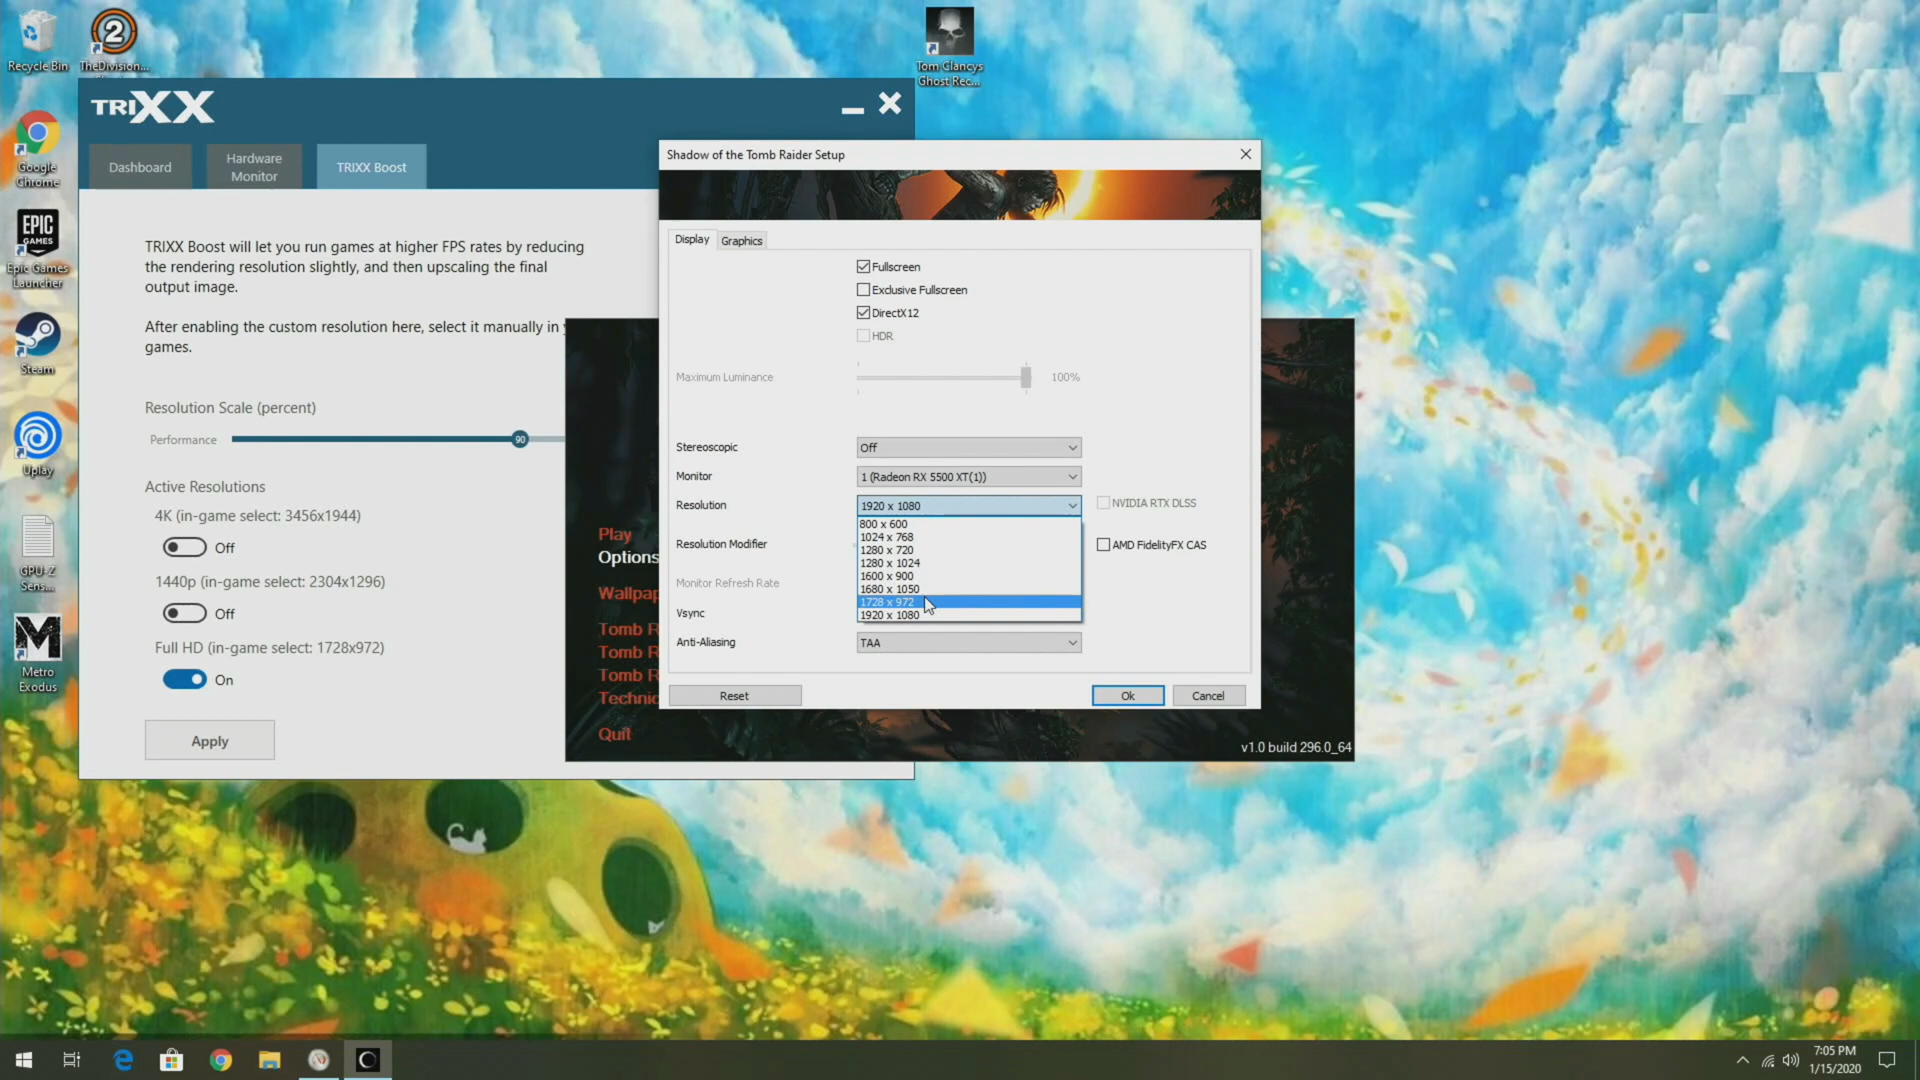 Recycle Bin
TheDivision...
Tom Clancys
Ghost Rec...
Google
Chrome
EPIC
GAMES
Epic Games
Launcher
Steam
Uplay
GPU-Z
Sens...
Metro
Exodus
TRIXX
Dashboard
Hardware
Monitor
TRIXX Boost
TRIXX Boost will let you run games at higher FPS rates by reducing
the rendering resolution slightly, and then upscaling the final
output image.
After enabling the custom resolution here, select it manually in
games.
Resolution Scale (percent)
Performance
90
Active Resolutions
4K (in-game select: 3456x1944)
Off
1440p (in-game select: 2304x1296)
Off
Full HD (in-game select: 1728x972)
On
Apply
Play
Options
Wallpap
Tomb R
Tomb R
Tomb R
Technic
Quit
v1.0 build 296.0_64
Shadow of the Tomb Raider Setup
Display
Graphics
Fullscreen
Exclusive Fullscreen
DirectX12
HDR
Maximum Luminance
100%
Stereoscopic
Off
Monitor
1 (Radeon RX 5500 XT(1))
Resolution
1920 x 1080
NVIDIA RTX DLSS
800 x 600
1024 x 768
1280 x 720
1280 x 1024
1600 x 900
1680 x 1050
1728 x 972
1920 x 1080
Resolution Modifier
AMD FidelityFX CAS
Monitor Refresh Rate
Vsync
Anti-Aliasing
TAA
Reset
Ok
Cancel
7:05 PM
1/15/2020